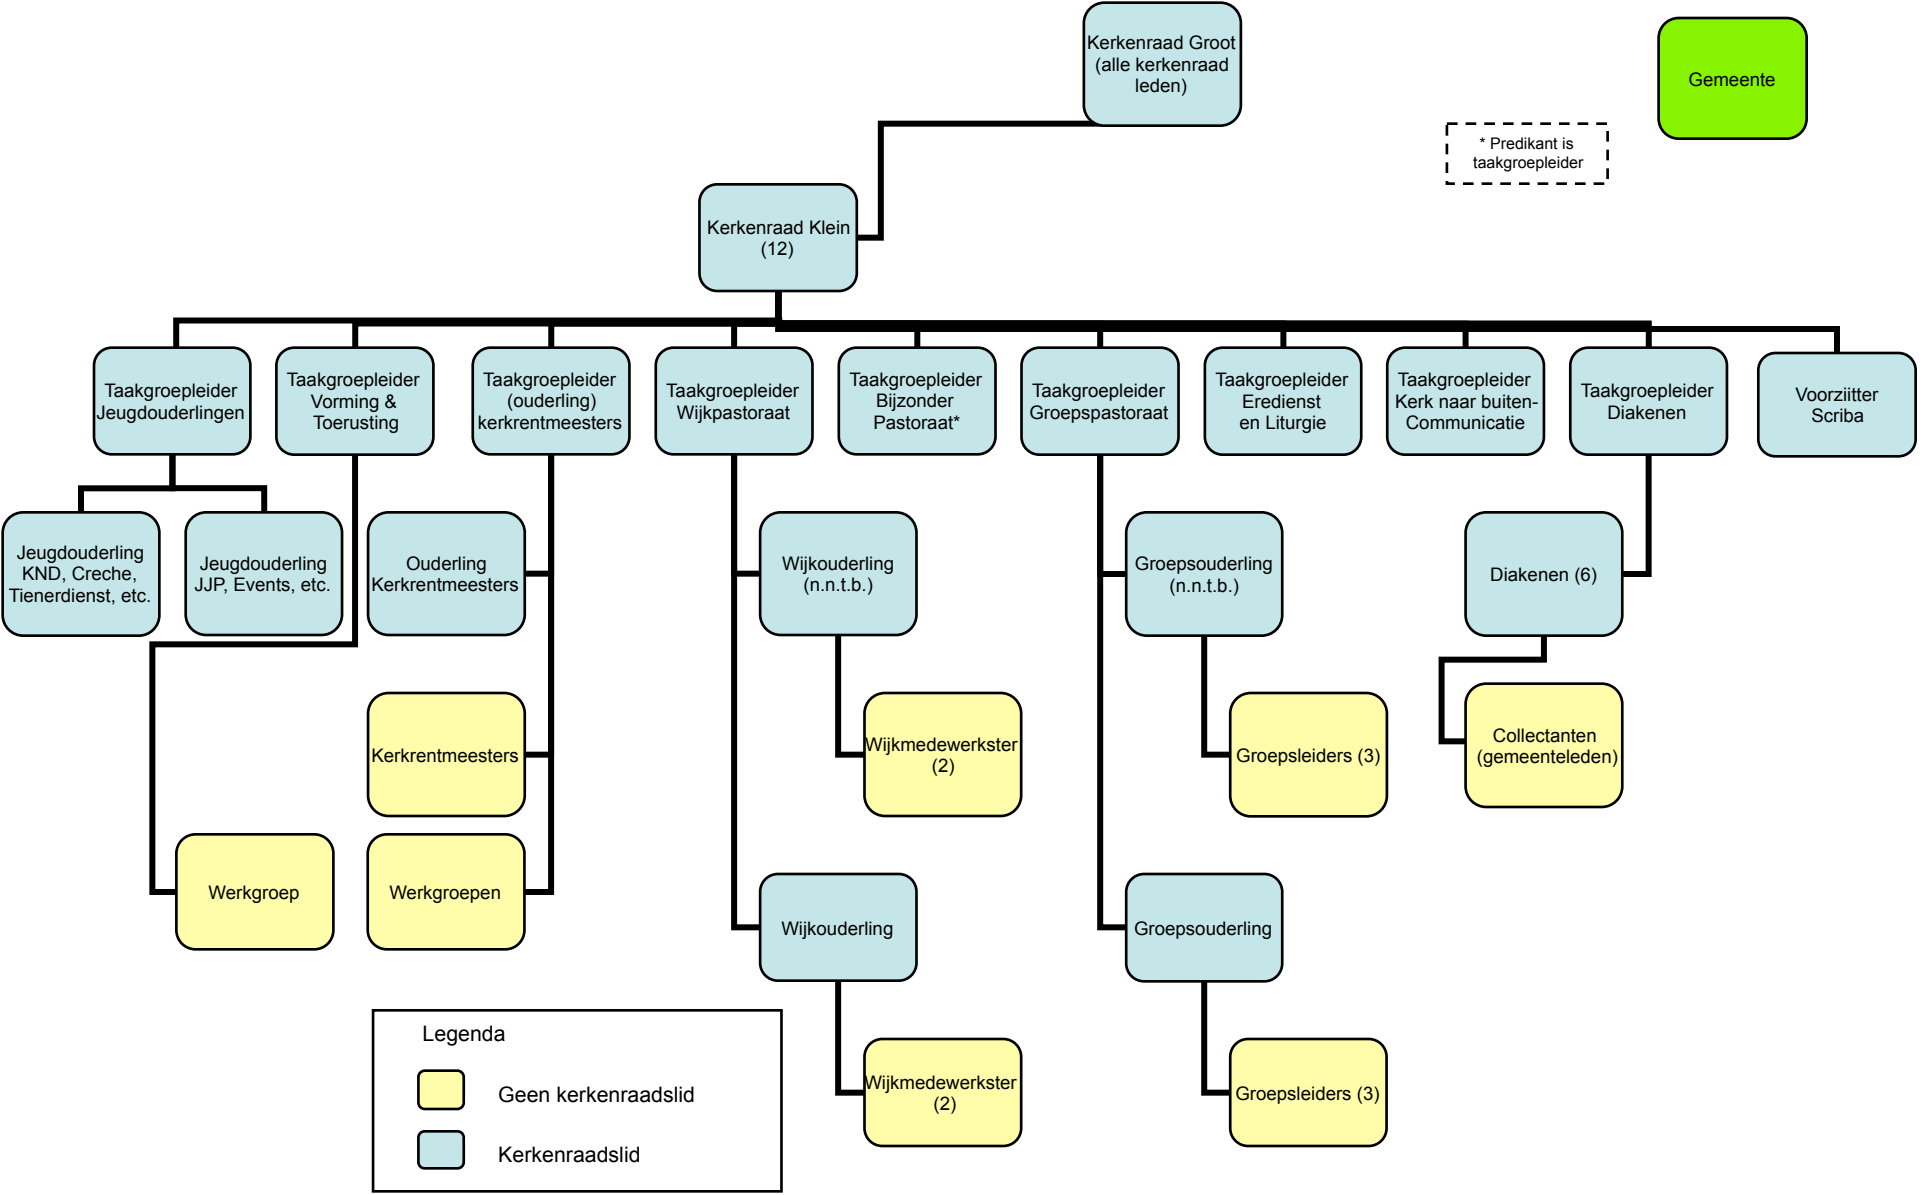 Kerkenraad Groot
(alle kerkenraad
leden)
Gemeente
* Predikant is
taakgroepleider
Kerkenraad Klein
(12)
Taakgroepleider
Jeugdouderlingen
Taakgroepleider
Vorming &
Toerusting
Taakgroepleider
(ouderling)
kerkrentmeesters
Taakgroepleider
Wijkpastoraat
Taakgroepleider
Bijzonder
Pastoraat*
Taakgroepleider
Groepspastoraat
Taakgroepleider
Eredienst
en Liturgie
Taakgroepleider
Kerk naar buiten-
Communicatie
Taakgroepleider
Diakenen
Voorziitter
Scriba
Jeugdouderling
KND, Creche,
Tienerdienst, etc.
Jeugdouderling
JJP, Events, etc.
Ouderling
Kerkrentmeesters
Wijkouderling
(n.n.t.b.)
Groepsouderling
(n.n.t.b.)
Diakenen (6)
Kerkrentmeesters
Wijkmedewerkster
(2)
Groepsleiders (3)
Collectanten
(gemeenteleden)
Werkgroep
Werkgroepen
Wijkouderling
Groepsouderling
Wijkmedewerkster
(2)
Groepsleiders (3)
Legenda
Geen kerkenraadslid
Kerkenraadslid